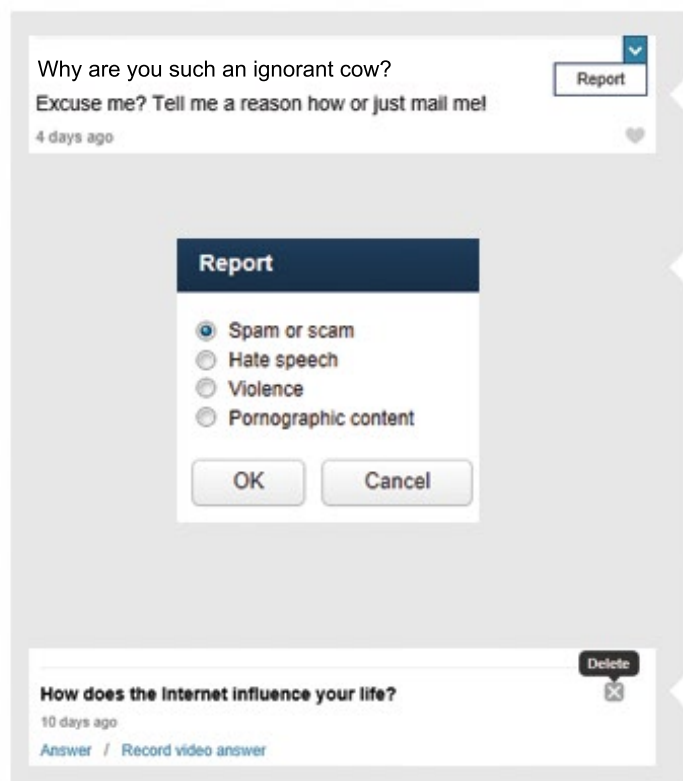 Why are you such an ignorant cow?
Report
Excuse me? Tell me a reason how or just mail me!
4 days ago
Report
Spam or scam
Hate speech
Violence
Pornographic content
OK Cancel
Delete
How does the Internet influence your life?
10 days ago
Answer / Record video answer